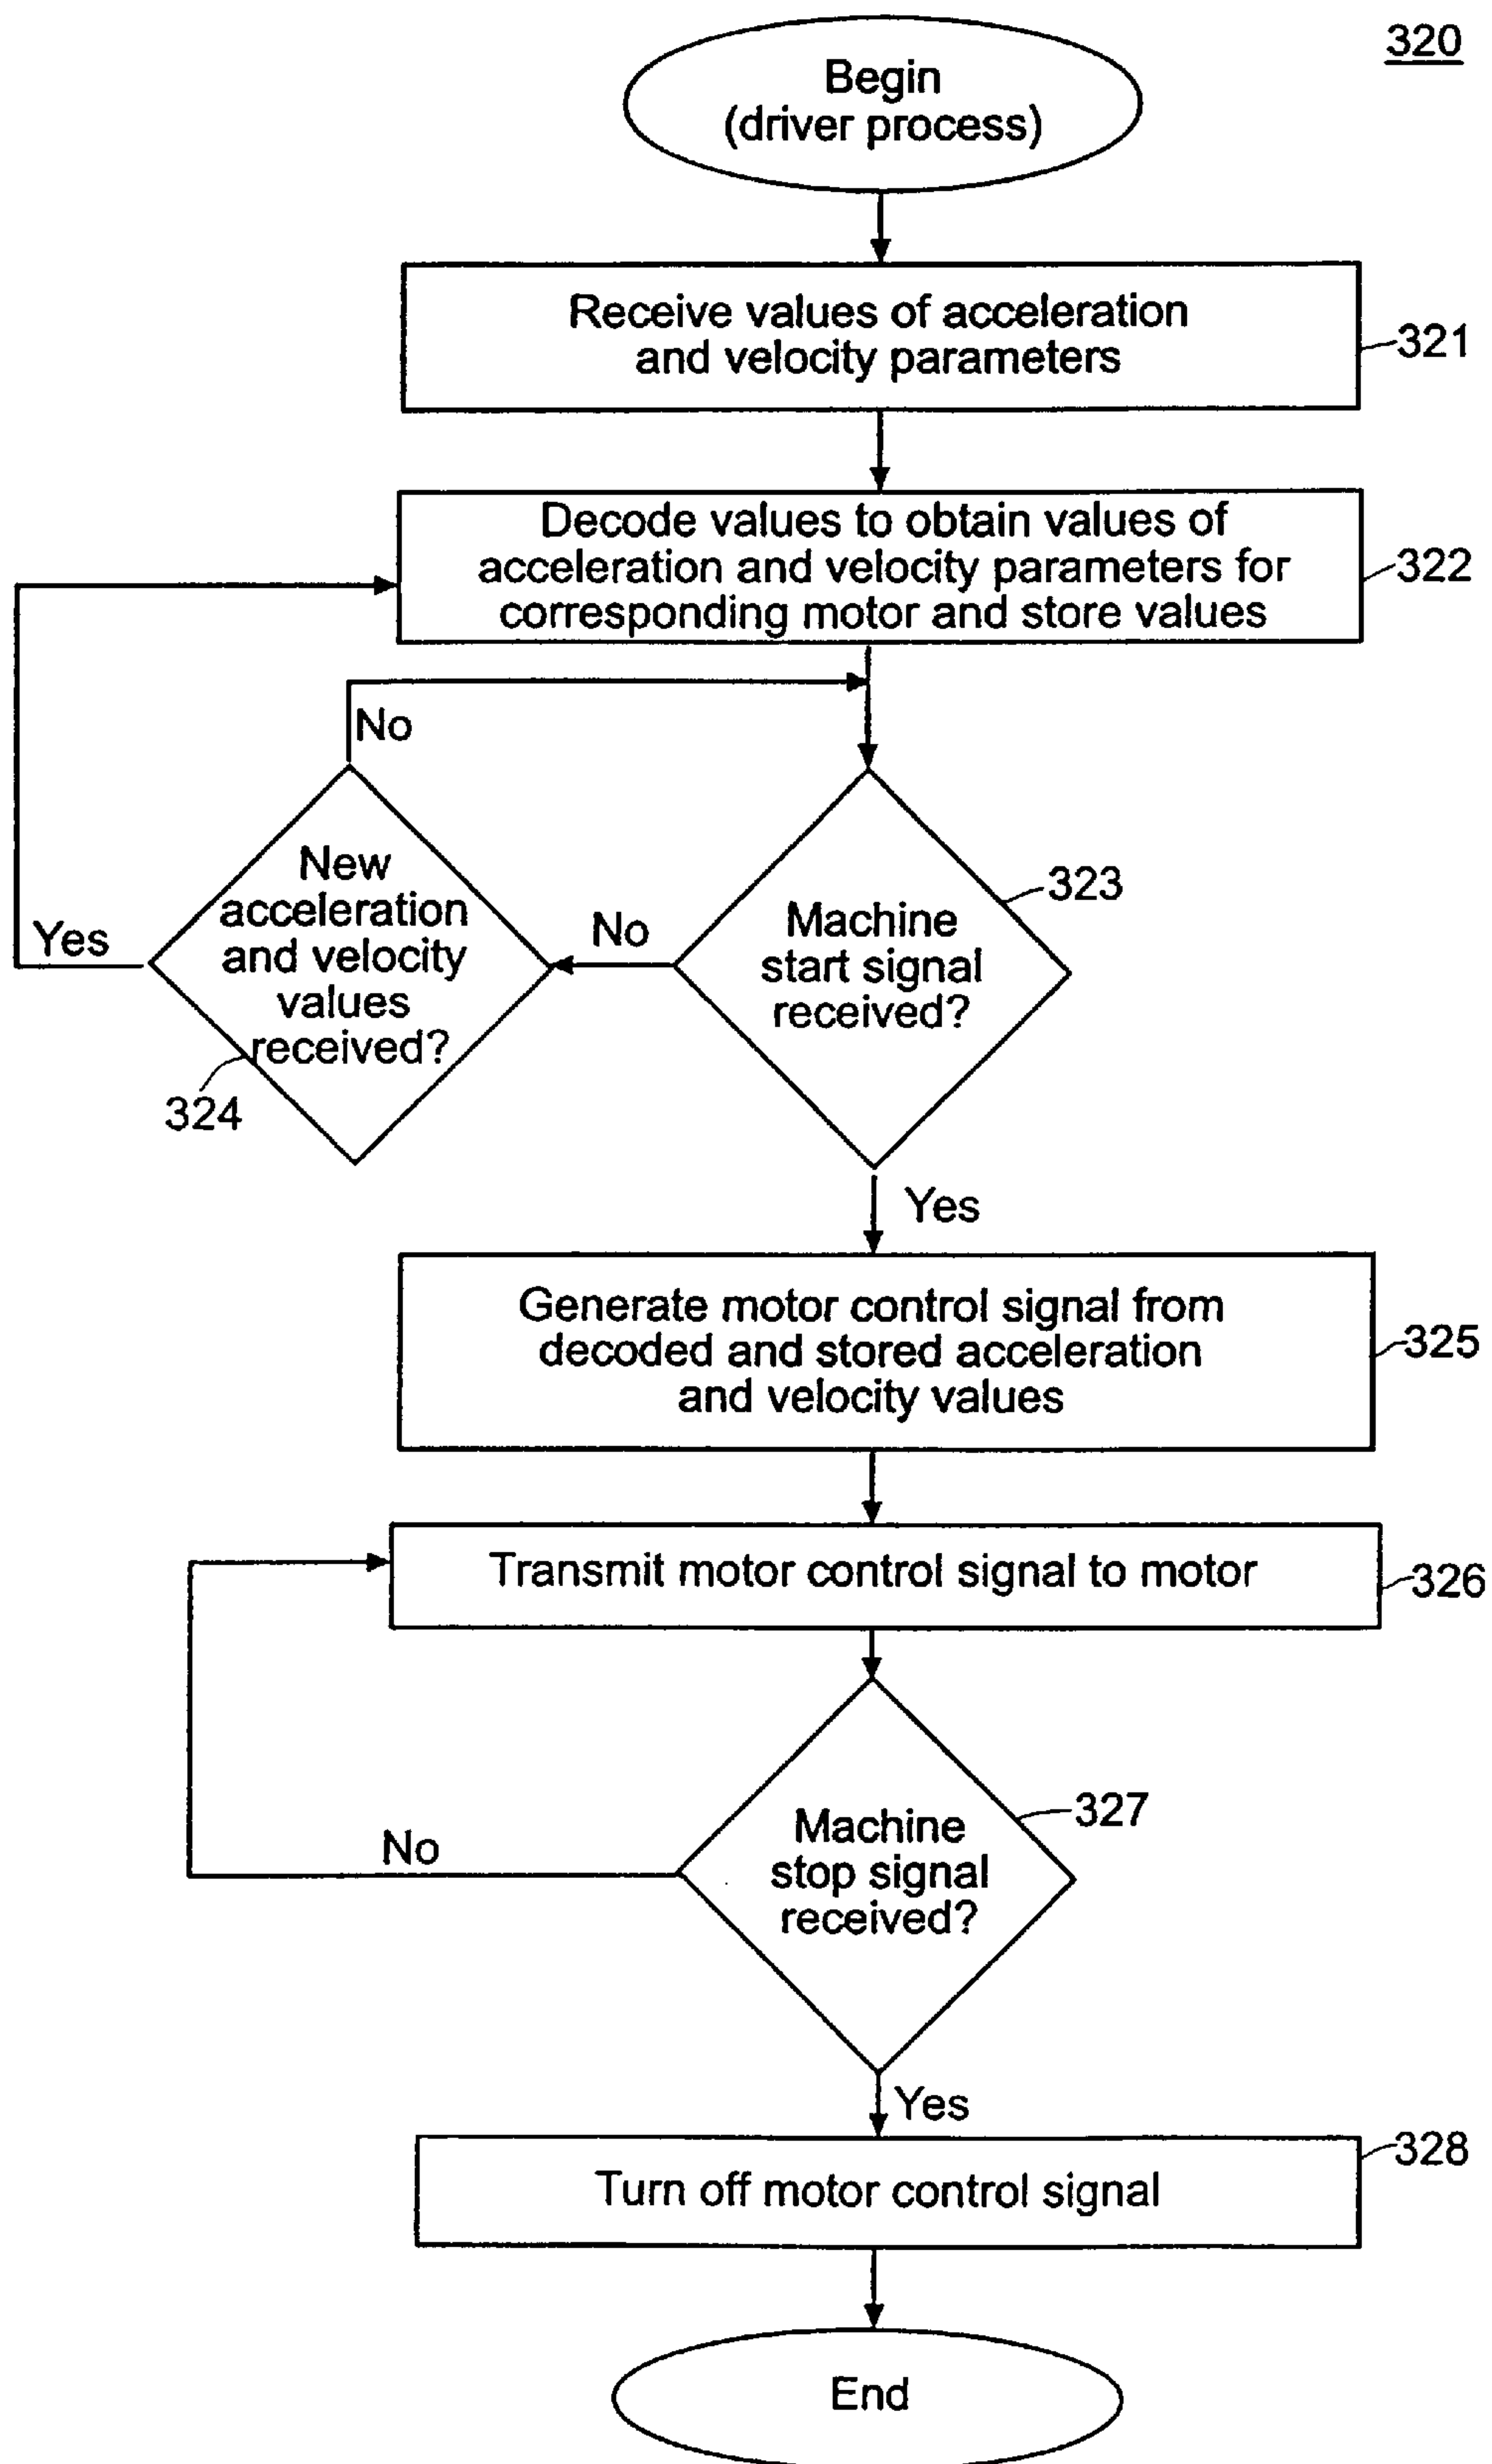 320
Begin
(driver process)
Receive values of acceleration
and velocity parameters
321
Decode values to obtain values of
acceleration and velocity parameters for
corresponding motor and store values
322
No
New
acceleration
and velocity
values
received?
324
Yes
No
Machine
start signal
received?
323
Yes
Generate motor control signal from
decoded and stored acceleration
and velocity values
325
Transmit motor control signal to motor
326
Machine
stop signal
received?
327
No
Yes
Turn off motor control signal
328
End